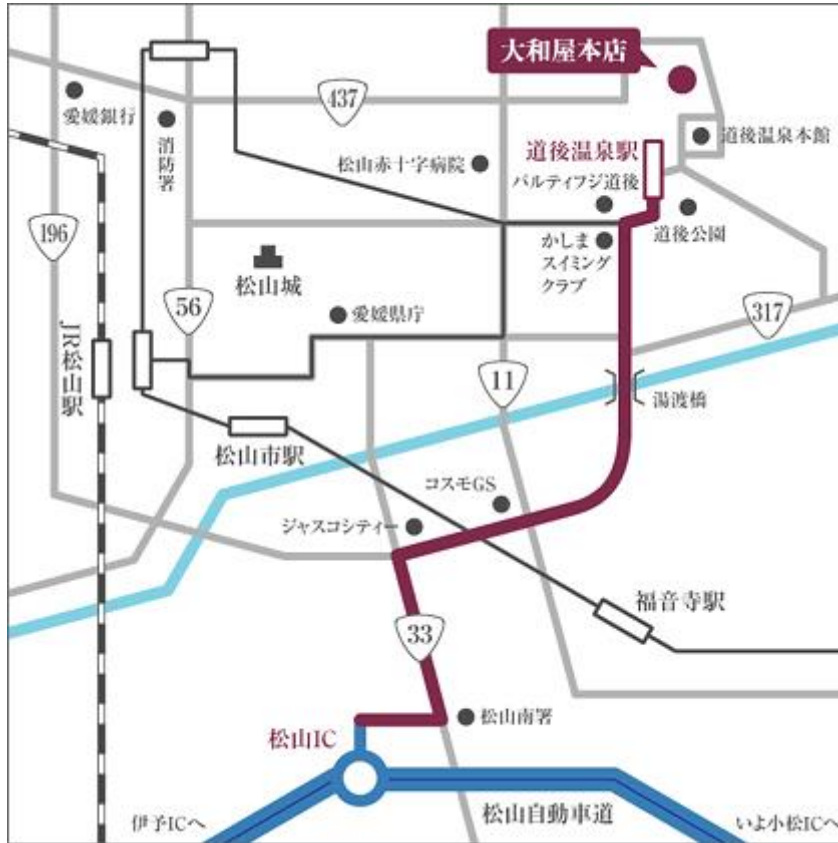 大和屋本店
437
愛媛銀行
消防署
松山赤十字病院
道後温泉駅
道後温泉本館
パルティフジ道後
道後公園
かしま
スイミング
クラブ
196
松山城
56
愛媛県庁
317
JR松山駅
11
湯渡橋
松山市駅
コスモGS
ジャスコシティー
福音寺駅
33
松山南署
松山IC
伊予ICへ
松山自動車道
いよ小松ICへ